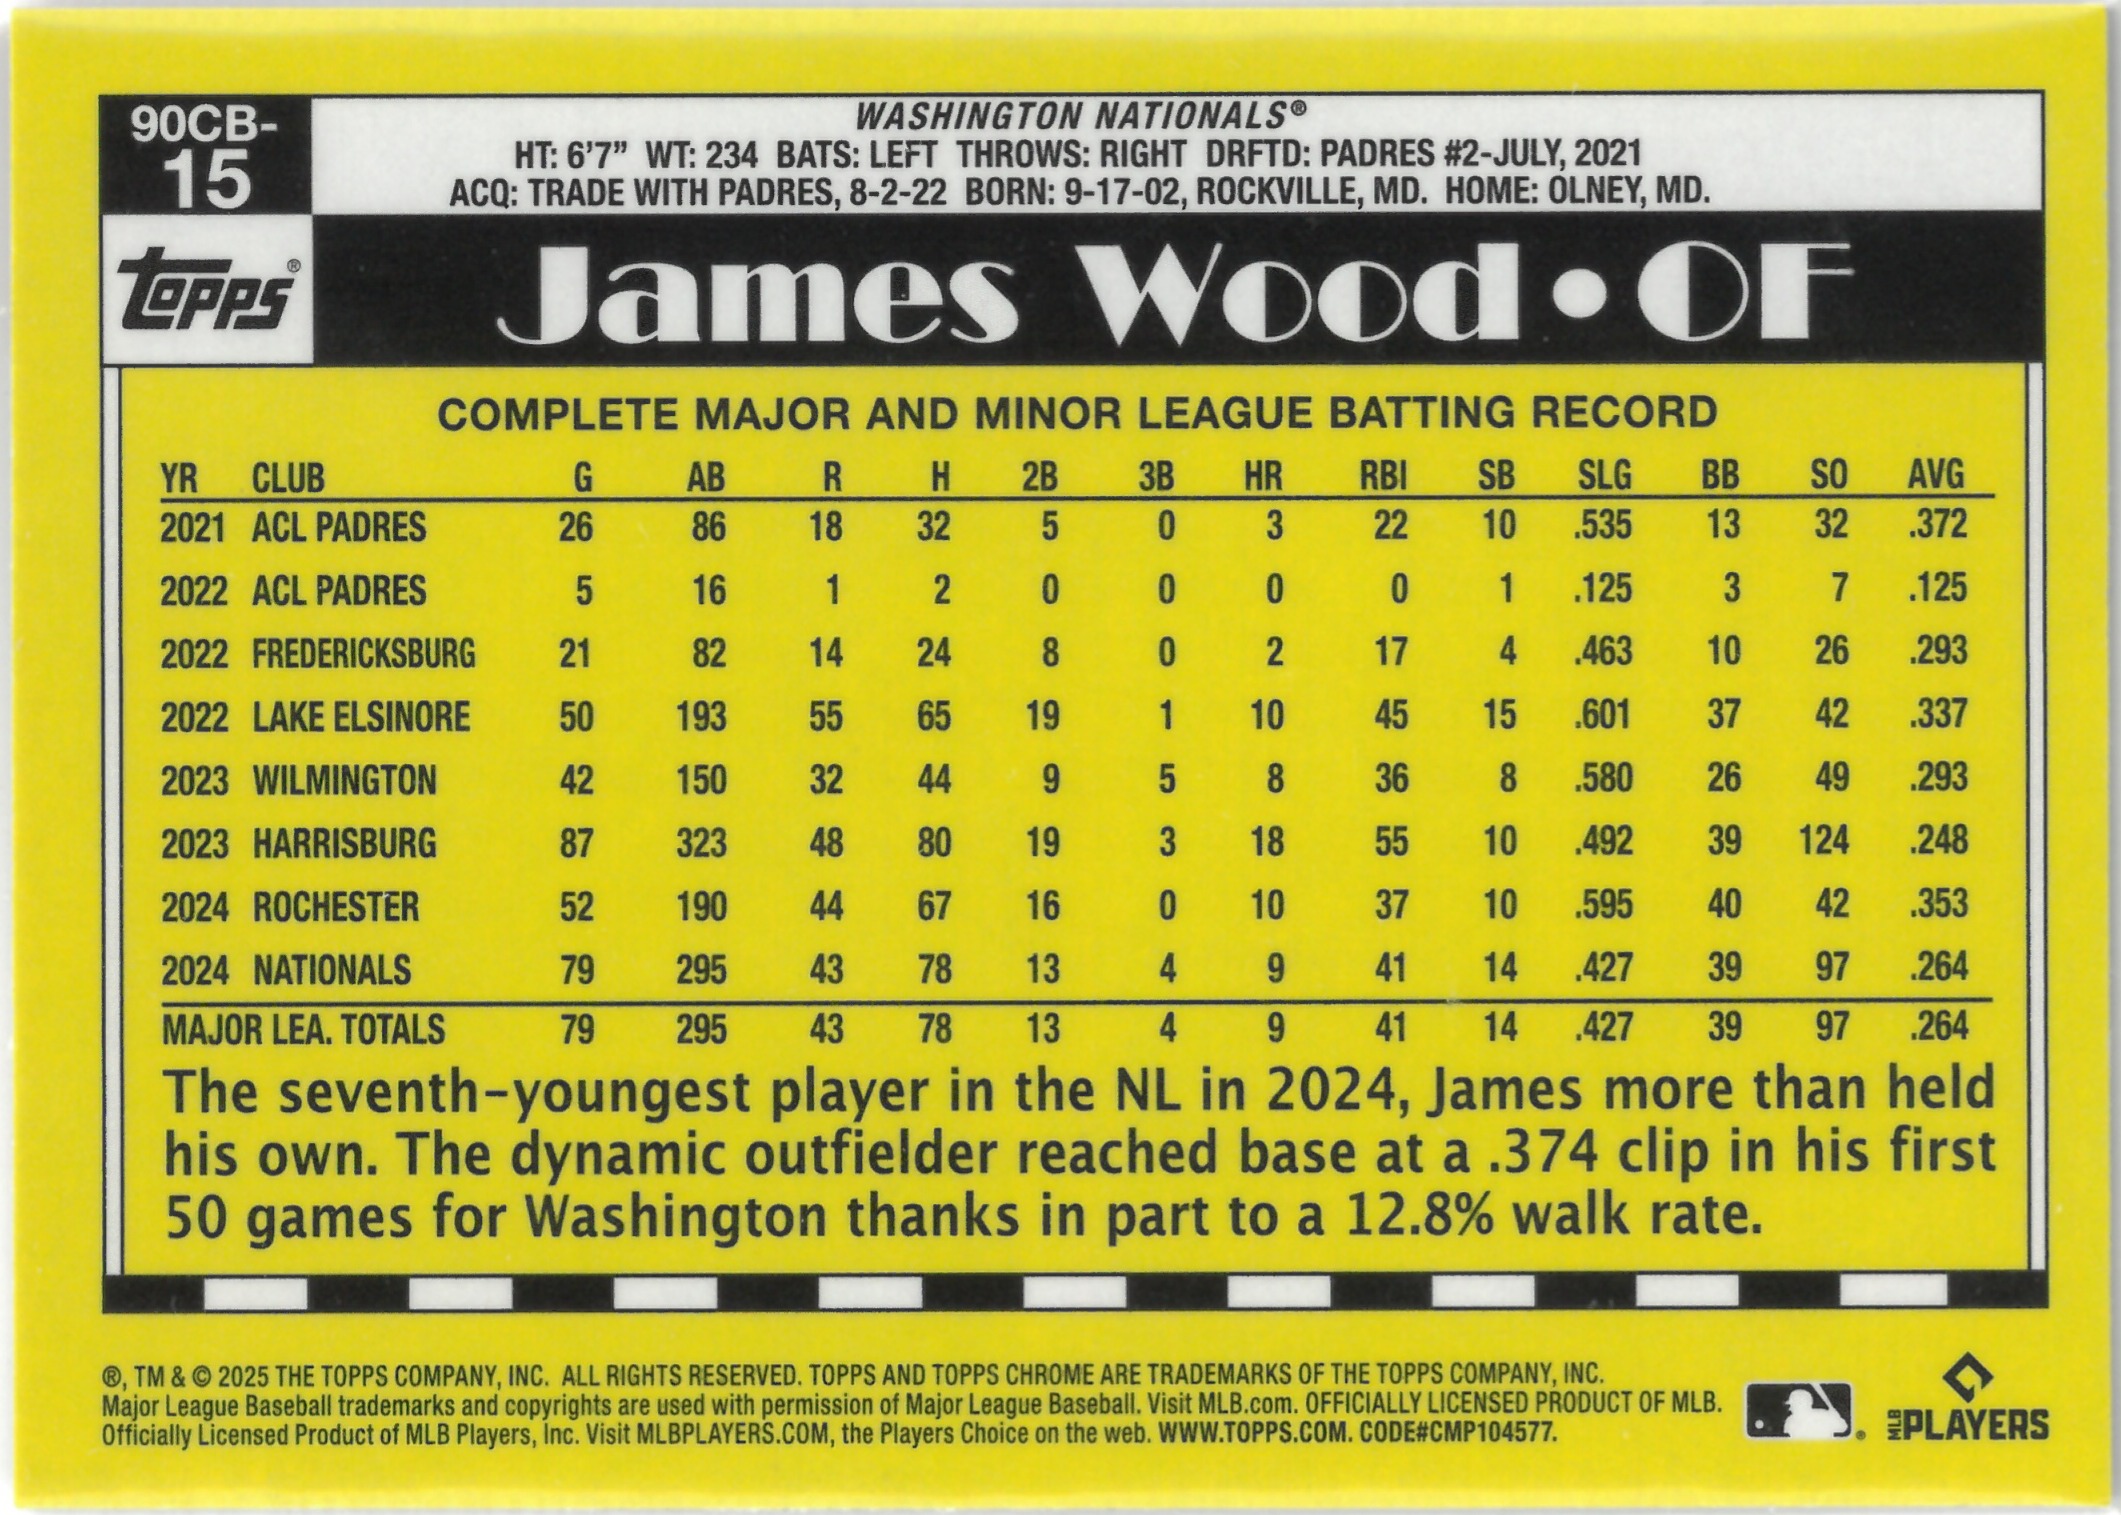 90CB-
15
WASHINGTON NATIONALS®
HT: 6'7" WT: 234 BATS: LEFT THROWS: RIGHT DRFTD: PADRES #2-JULY, 2021
ACQ: TRADE WITH PADRES, 8-2-22 BORN: 9-17-02, ROCKVILLE, MD. HOME: OLNEY, MD.
topps®
James Wood • OF
COMPLETE MAJOR AND MINOR LEAGUE BATTING RECORD
YR CLUB G AB R H 2B 3B HR RBI SB SLG BB SO AVG
2021 ACL PADRES 26 86 18 32 5 0 3 22 10 .535 13 32 .372
2022 ACL PADRES 5 16 1 2 0 0 0 0 1 .125 3 7 .125
2022 FREDERICKSBURG 21 82 14 24 8 0 2 17 4 .463 10 26 .293
2022 LAKE ELSINORE 50 193 55 65 19 1 10 45 15 .601 37 42 .337
2023 WILMINGTON 42 150 32 44 9 5 8 36 8 .580 26 49 .293
2023 HARRISBURG 87 323 48 80 19 3 18 55 10 .492 39 124 .248
2024 ROCHESTER 52 190 44 67 16 0 10 37 10 .595 40 42 .353
2024 NATIONALS 79 295 43 78 13 4 9 41 14 .427 39 97 .264
MAJOR LEA. TOTALS 79 295 43 78 13 4 9 41 14 .427 39 97 .264
The seventh-youngest player in the NL in 2024, James more than held
his own. The dynamic outfielder reached base at a .374 clip in his first
50 games for Washington thanks in part to a 12.8% walk rate.
®, TM & © 2025 THE TOPPS COMPANY, INC. ALL RIGHTS RESERVED. TOPPS AND TOPPS CHROME ARE TRADEMARKS OF THE TOPPS COMPANY, INC.
Major League Baseball trademarks and copyrights are used with permission of Major League Baseball. Visit MLB.com. OFFICIALLY LICENSED PRODUCT OF MLB.
Officially Licensed Product of MLB Players, Inc. Visit MLBPLAYERS.COM, the Players Choice on the web. WWW.TOPPS.COM. CODE#CMP104577.
MLB PLAYERS